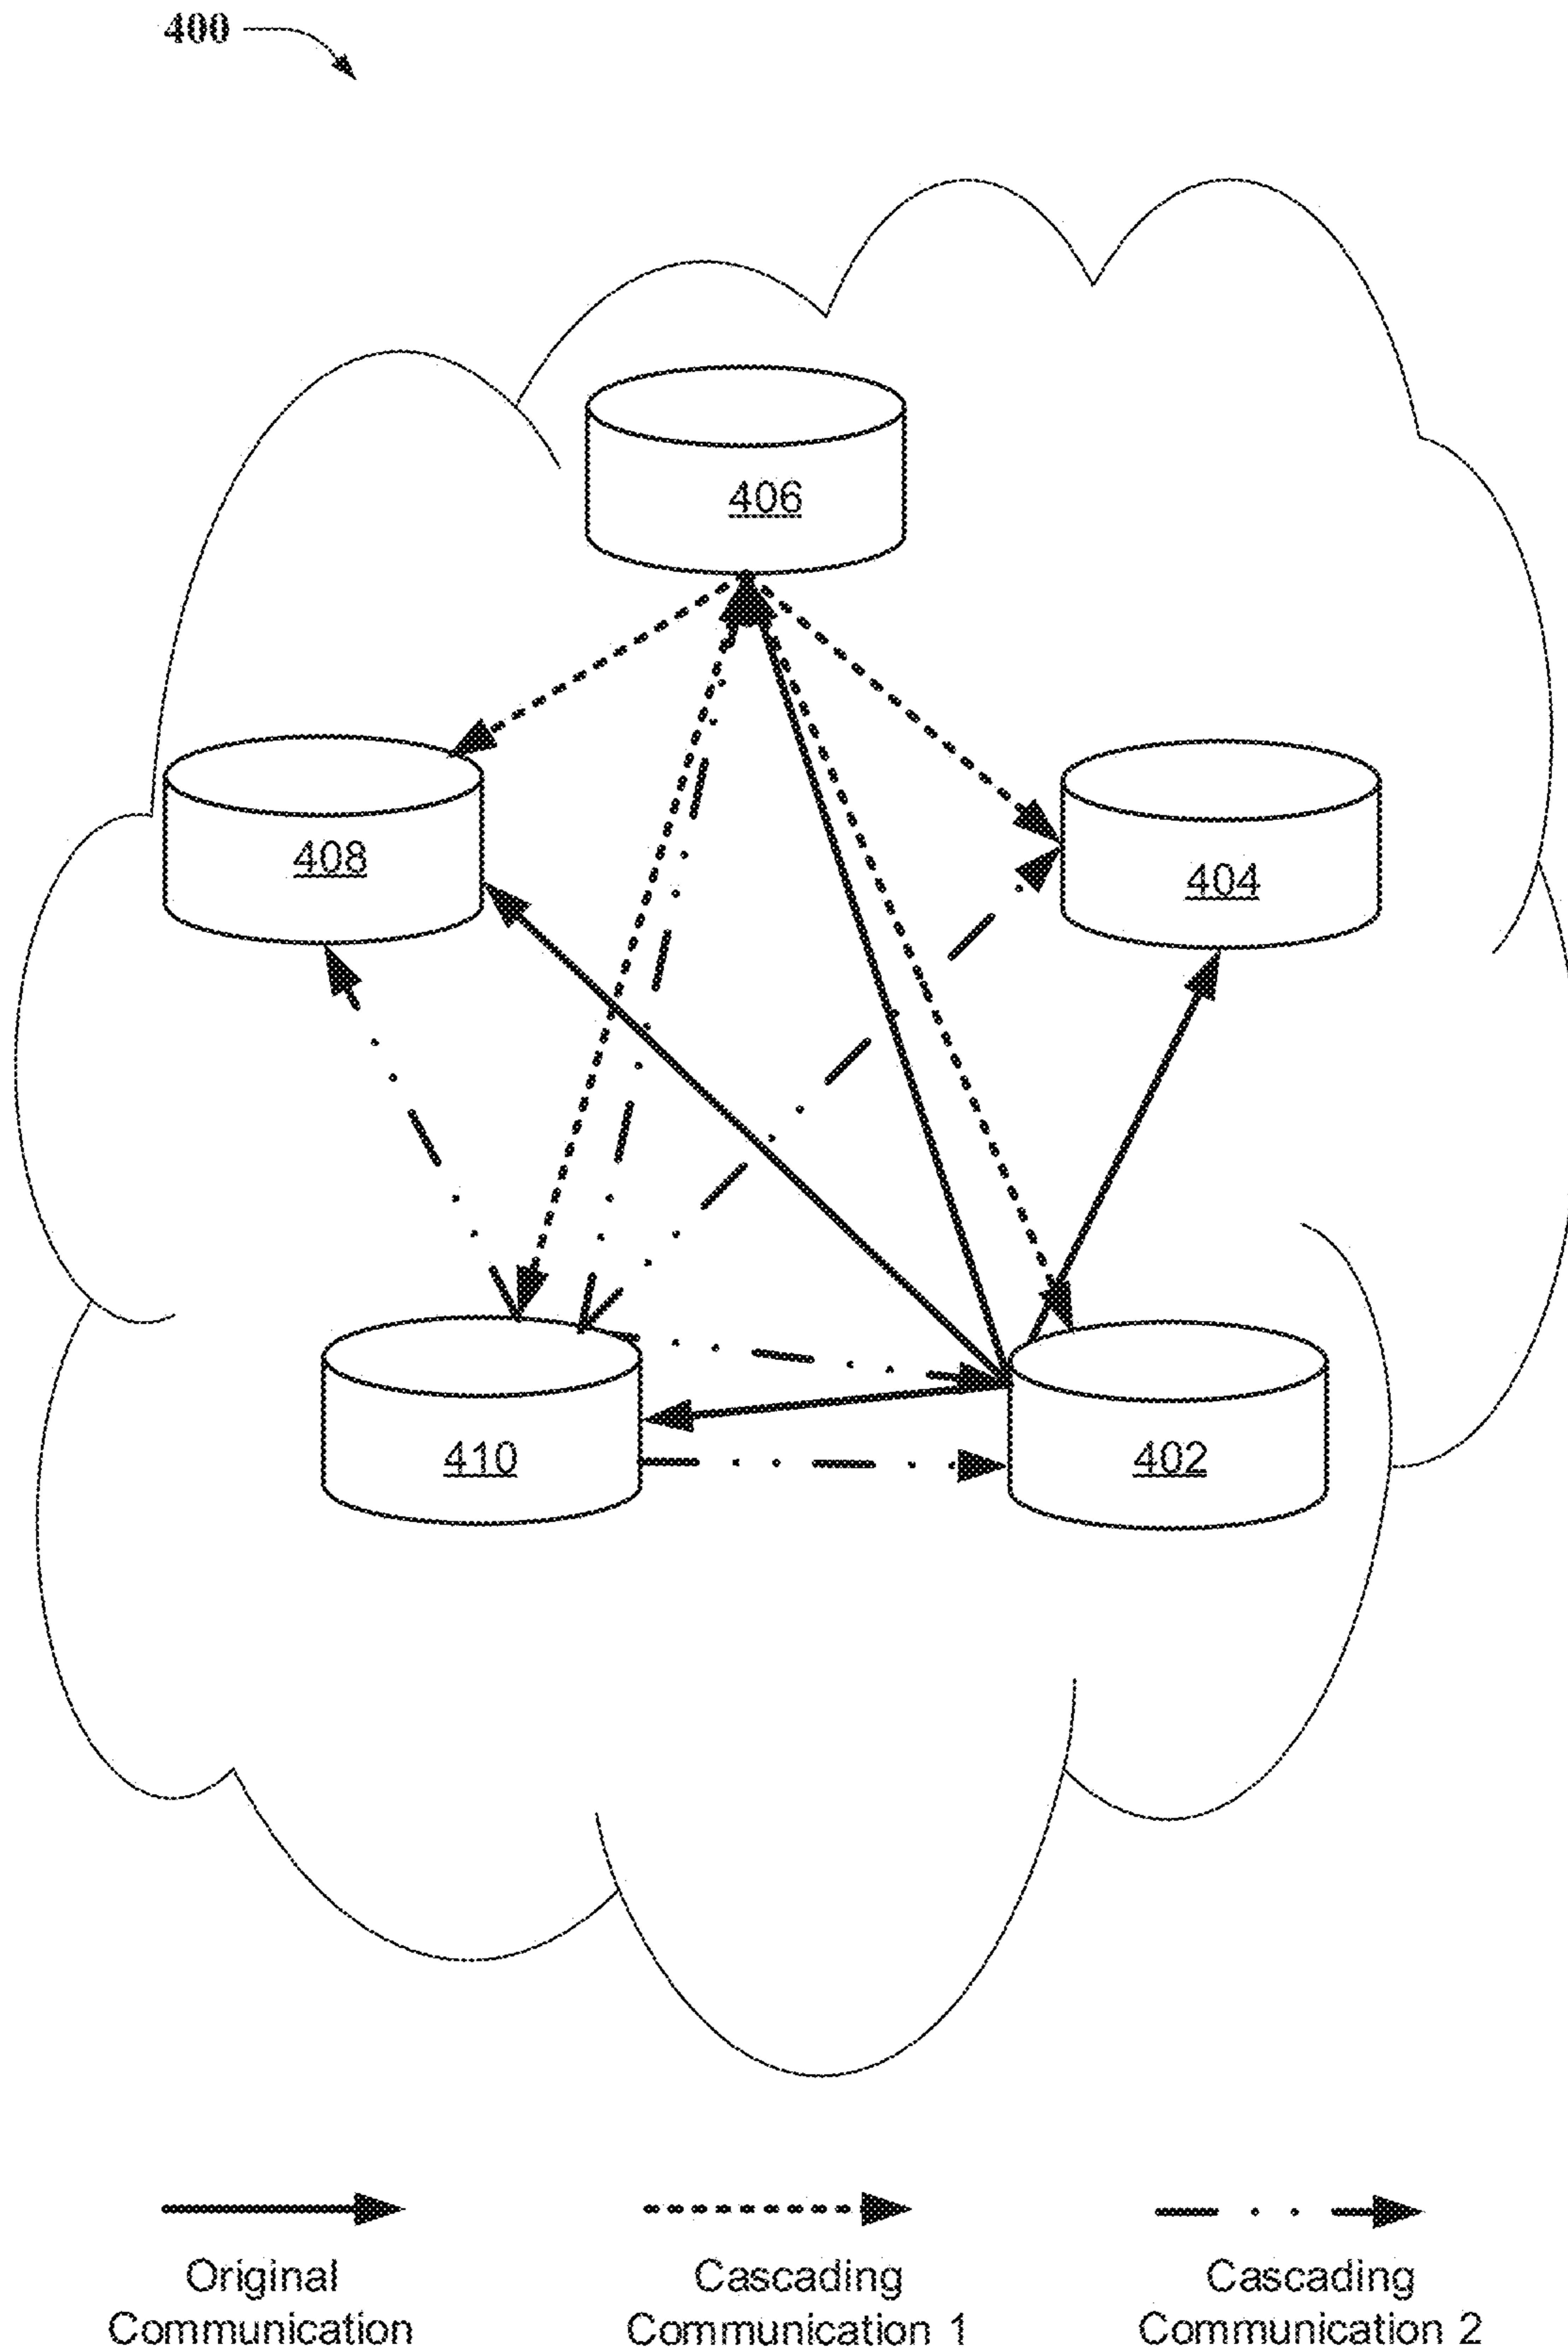 400
406
408
404
410
402
Original
Communication
Cascading
Communication 1
Cascading
Communication 2